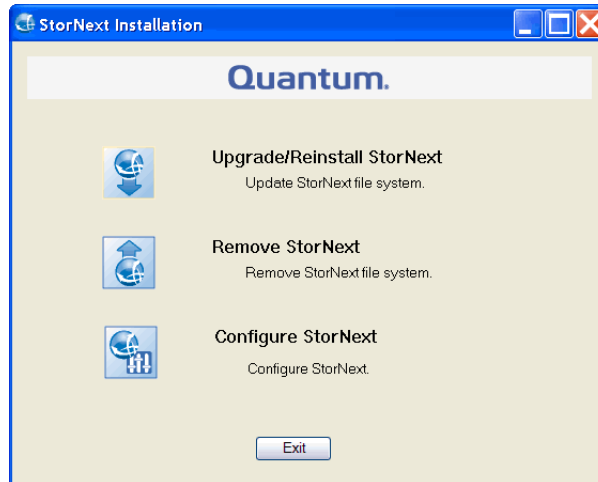 StorNext Installation
Quantum.
Upgrade/Reinstall StorNext
Update StorNext file system.
Remove StorNext
Remove StorNext file system.
Configure StorNext
Configure StorNext.
Exit